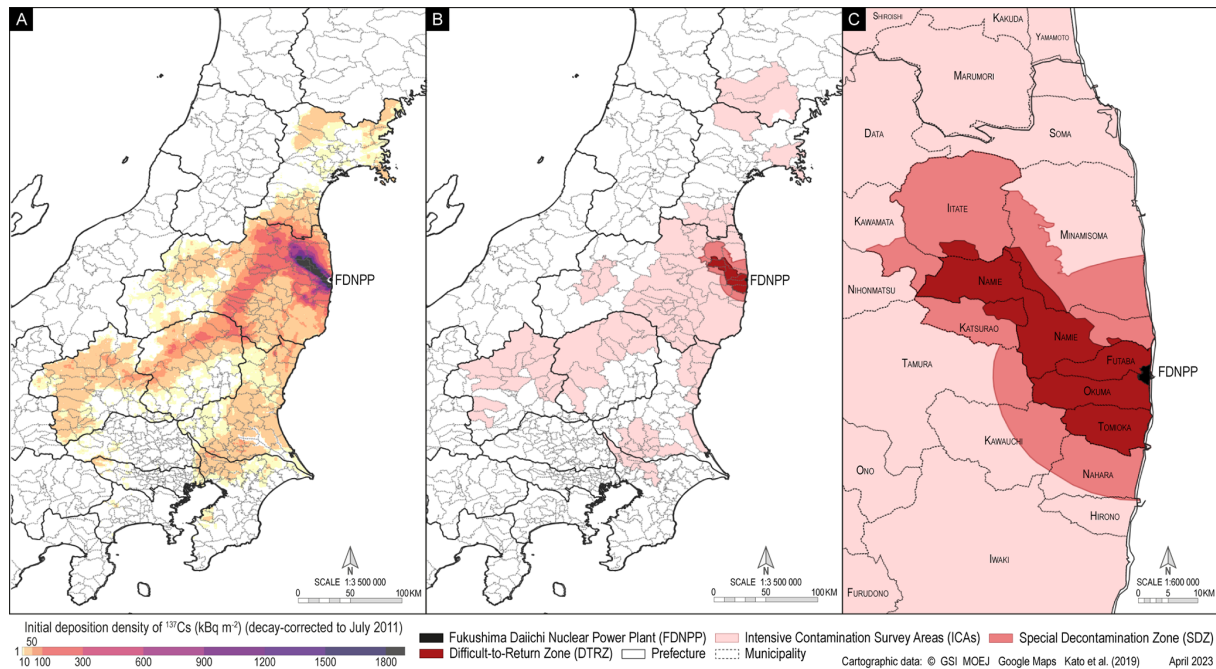 A
FDNPP
N
SCALE 1:3 500 000
0 50 100KM
B
FDNPP
N
SCALE 1:3 500 000
0 50 100KM
C
SHIROISHI
KAKUDA
YAMAMOTO
MARUMORI
DATA
SOMA
IITATE
KAWAMATA
MINAMISOMA
NIHONMATSU
NAMIE
KATSURAO
NAMIE
TAMURA
FUTABA
FDNPP
OKUMA
TOMIOKA
KAWAUCHI
ONO
NAHARA
HIRONO
IWAKI
FURUDONO
N
SCALE 1:600 000
0 5 10KM
Initial deposition density of ¹³⁷Cs (kBq m⁻²) (decay-corrected to July 2011)
50
1 10 100 300 600 900 1200 1500 1800
Fukushima Daiichi Nuclear Power Plant (FDNPP)
Intensive Contamination Survey Areas (ICAs)
Special Decontamination Zone (SDZ)
Difficult-to-Return Zone (DTRZ)
Prefecture
Municipality
Cartographic data: © GSI MOEJ Google Maps Kato et al. (2019) April 2023